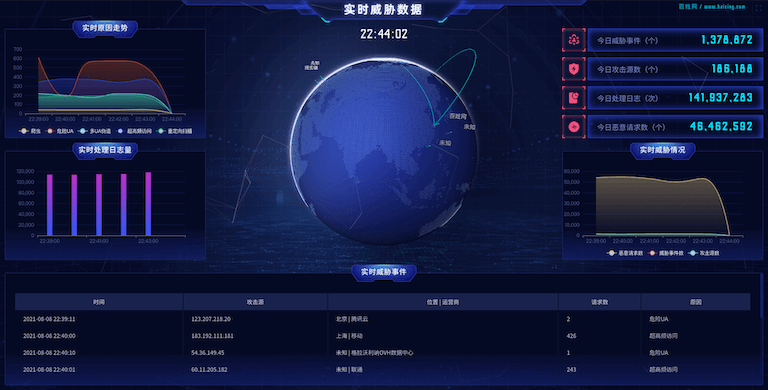 实时威胁数据
百姓网 / www.baixing.com
22:44:02
实时原因走势
700
600
500
400
300
200
100
0
22:39:00 22:40:00 22:41:00 22:42:00 22:43:00 22:44:00
爬虫 危险UA 多UA伪造 超高频访问 重定向扫描
未知
百姓网
未知
未知
今日威胁事件（个） 1,378,872
今日攻击源数（个） 186,188
今日处理日志（次） 141,937,283
今日恶意请求数（个） 46,462,592
实时处理日志量
120,000
100,000
80,000
60,000
40,000
20,000
0
22:39:00 22:41:00 22:43:00
实时威胁情况
60,000
50,000
40,000
30,000
20,000
10,000
0
22:39:00 22:40:00 22:41:00 22:42:00 22:43:00 22:44:00
恶意请求数 威胁事件数 攻击源数
实时威胁事件
时间 攻击源 位置 | 运营商 请求数 原因
2021-08-08 22:39:11 123.207.218.20 北京 | 腾讯云 2 危险UA
2021-08-08 22:40:00 183.192.111.181 上海 | 移动 426 超高频访问
2021-08-08 22:40:10 54.36.149.45 未知 | 格拉沃利讷OVH数据中心 1 危险UA
2021-08-08 22:40:01 60.11.205.182 未知 | 联通 243 超高频访问